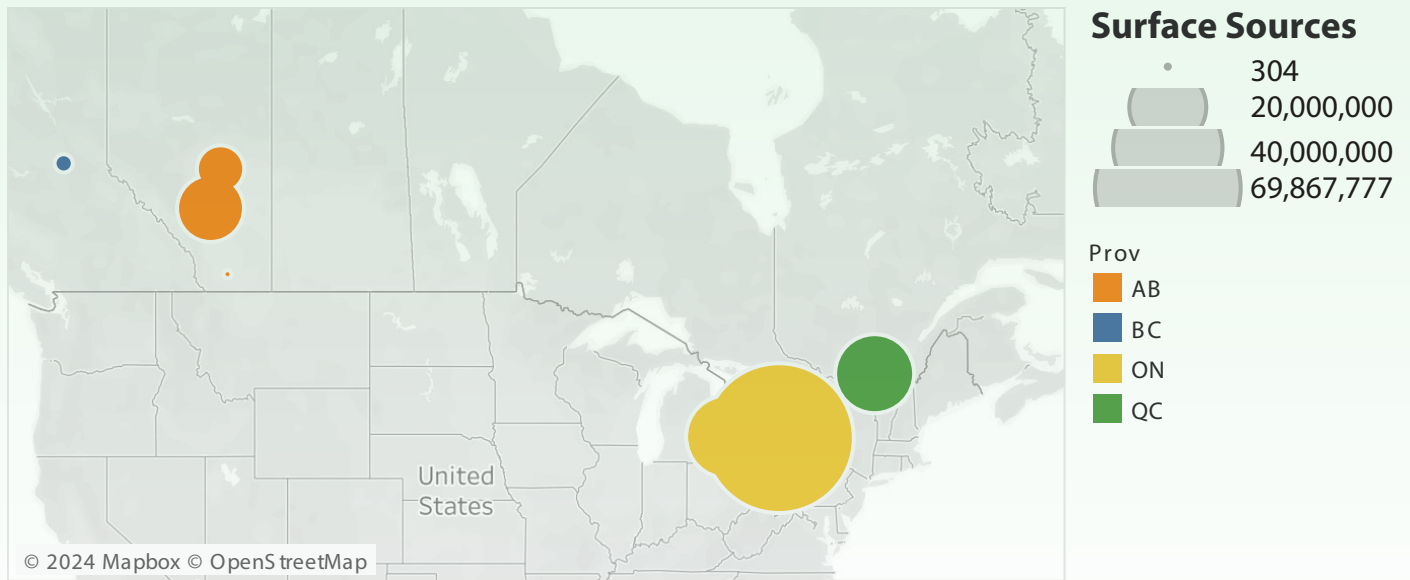 Surface Sources
304
20,000,000
40,000,000
69,867,777
Prov
AB
BC
ON
QC
United
States
© 2024 Mapbox © OpenStreetMap